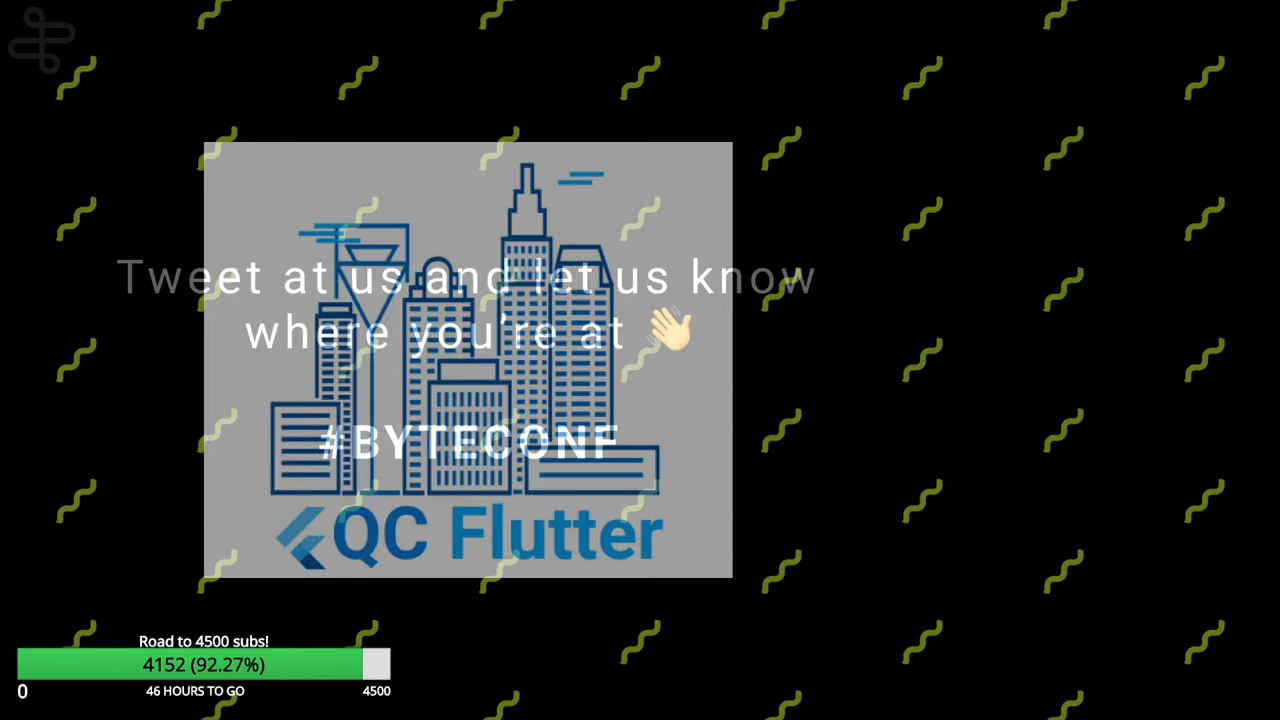 Tweet at us and let us know
where you’re at 👋
#BYTECONF
QC Flutter
Road to 4500 subs!
4152 (92.27%)
0 46 HOURS TO GO 4500